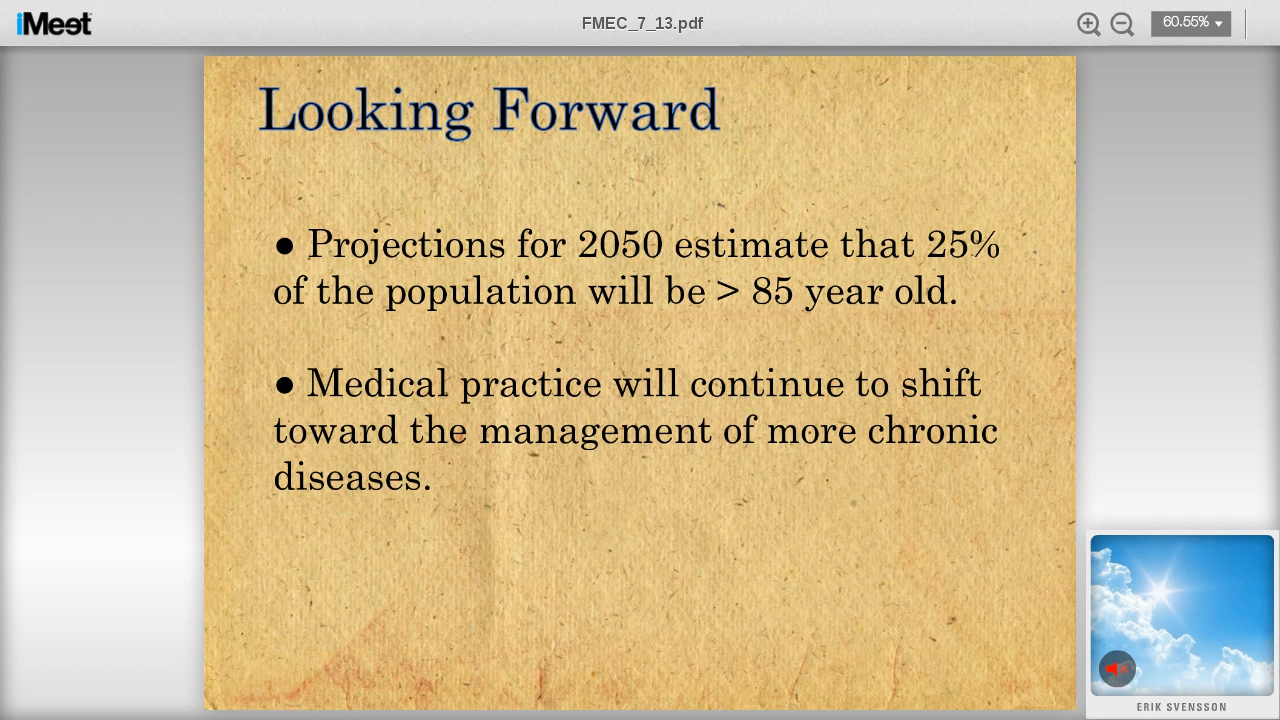 iMeet
FMEC_7_13.pdf
60.55%
Looking Forward
● Projections for 2050 estimate that 25%
of the population will be > 85 year old.
● Medical practice will continue to shift
toward the management of more chronic
diseases.
ERIK SVENSSON